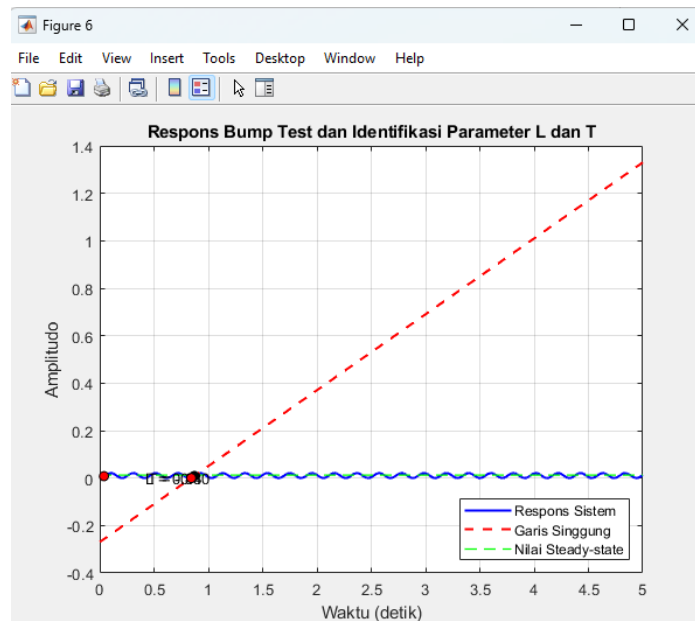 Figure 6
File Edit View Insert Tools Desktop Window Help
Respons Bump Test dan Identifikasi Parameter L dan T
1.4
1.2
1
0.8
0.6
0.4
0.2
0
-0.2
-0.4
Amplitudo
Respons Sistem
Garis Singgung
Nilai Steady-state
0 0.5 1 1.5 2 2.5 3 3.5 4 4.5 5
Waktu (detik)